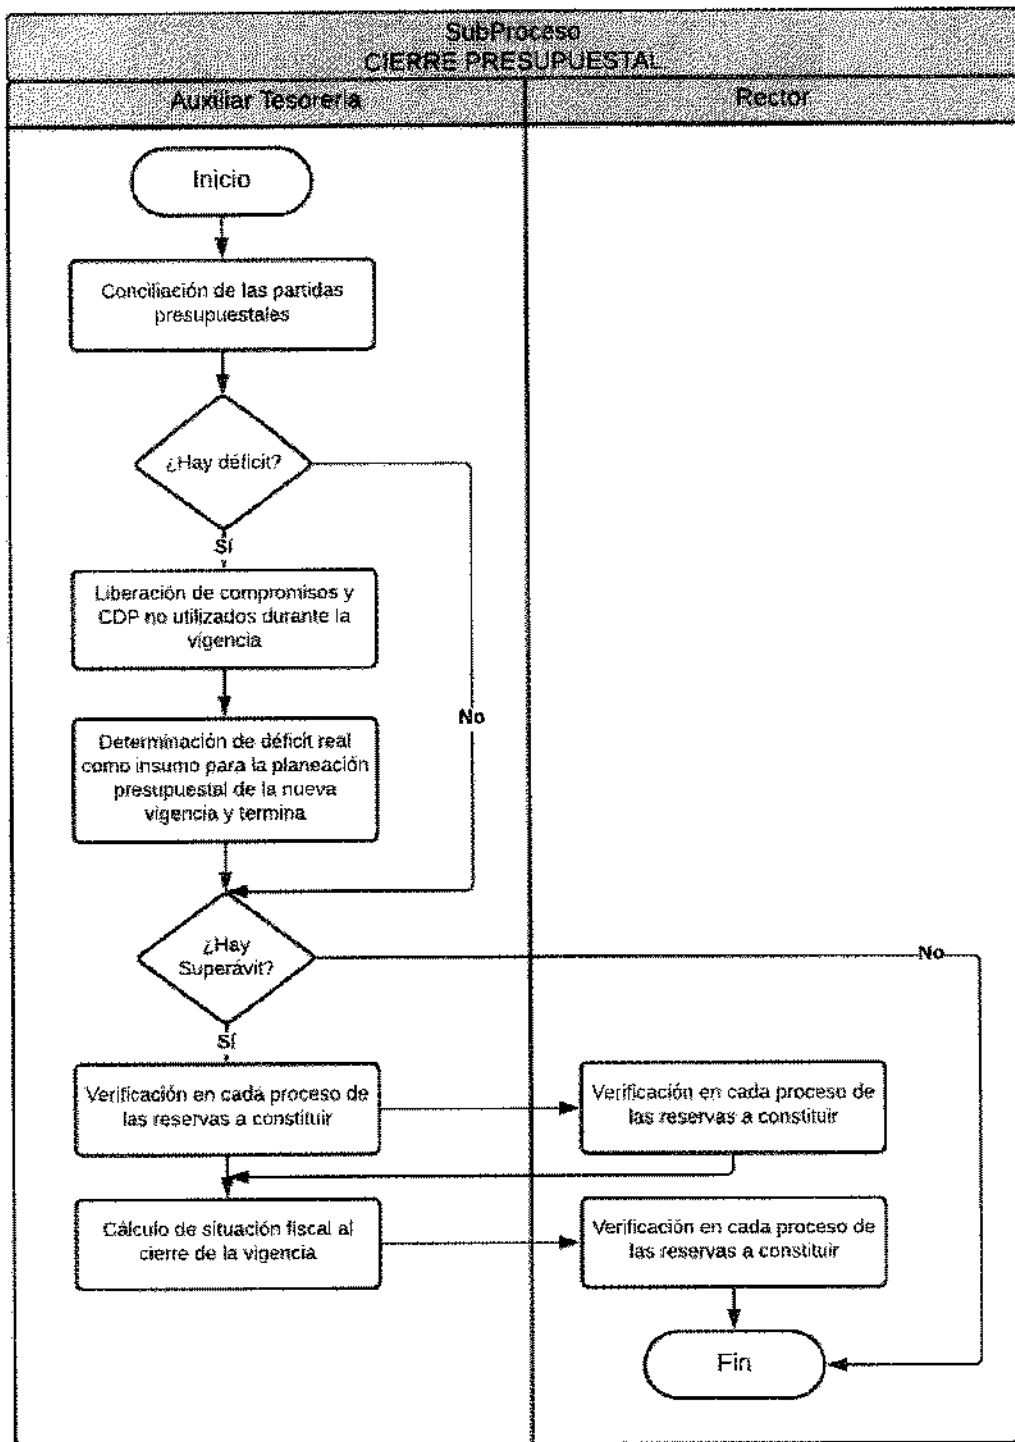 SubProceso
CIERRE PRESUPUESTAL
Auxiliar Tesorería
Rector
Inicio
Conciliación de las partidas
presupuestales
¿Hay déficit?
Sí
Liberación de compromisos y
CDP no utilizados durante la
vigencia
No
Determinación de déficit real
como insumo para la planeación
presupuestal de la nueva
vigencia y termina
¿Hay
Superávit?
No
Sí
Verificación en cada proceso de
las reservas a constituir
Verificación en cada proceso de
las reservas a constituir
Cálculo de situación fiscal al
cierre de la vigencia
Verificación en cada proceso de
las reservas a constituir
Fin